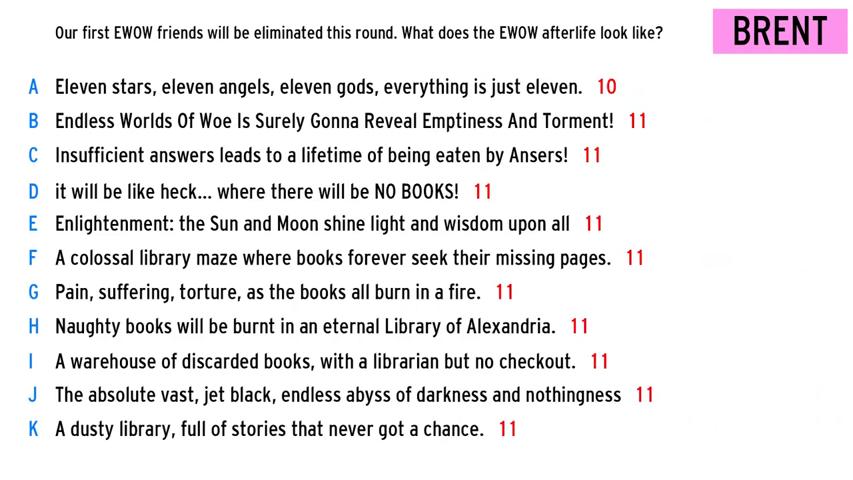 Our first EWOW friends will be eliminated this round. What does the EWOW afterlife look like?
BRENT
A Eleven stars, eleven angels, eleven gods, everything is just eleven. 10
B Endless Worlds Of Woe Is Surely Gonna Reveal Emptiness And Torment! 11
C Insufficient answers leads to a lifetime of being eaten by Ansers! 11
D it will be like heck... where there will be NO BOOKS! 11
E Enlightenment: the Sun and Moon shine light and wisdom upon all 11
F A colossal library maze where books forever seek their missing pages. 11
G Pain, suffering, torture, as the books all burn in a fire. 11
H Naughty books will be burnt in an eternal Library of Alexandria. 11
I A warehouse of discarded books, with a librarian but no checkout. 11
J The absolute vast, jet black, endless abyss of darkness and nothingness 11
K A dusty library, full of stories that never got a chance. 11